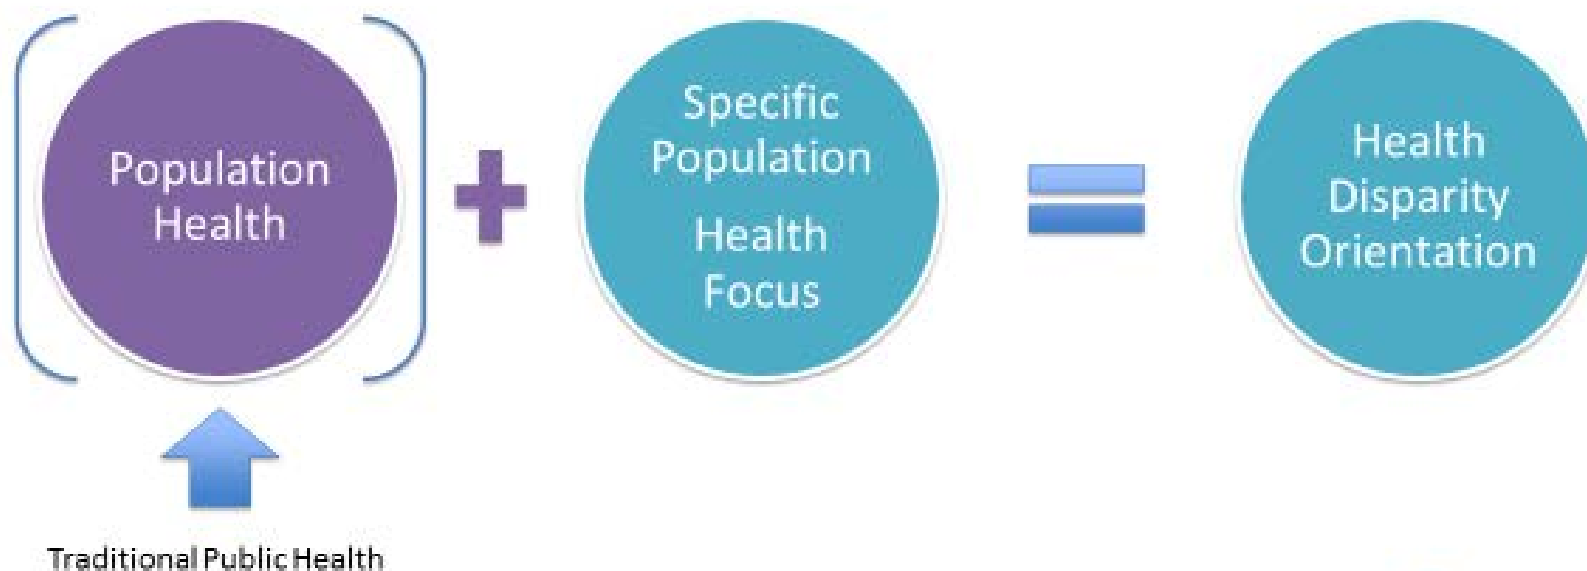 Population
Health
Specific
Population
Health
Focus
Health
Disparity
Orientation
Traditional Public Health